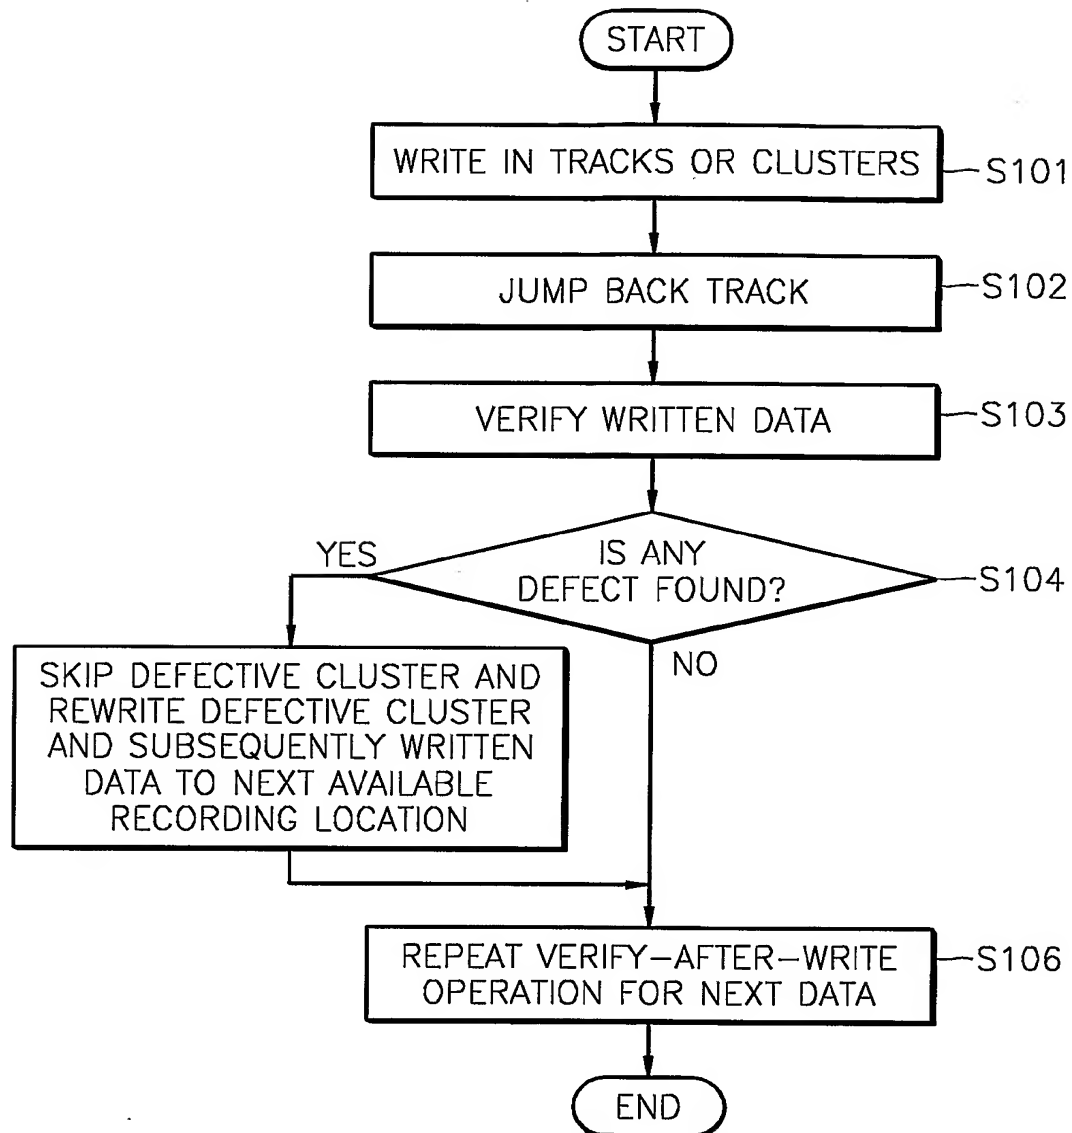 START
WRITE IN TRACKS OR CLUSTERS
S101
JUMP BACK TRACK
S102
VERIFY WRITTEN DATA
S103
IS ANY
DEFECT FOUND?
S104
YES
NO
SKIP DEFECTIVE CLUSTER AND
REWRITE DEFECTIVE CLUSTER
AND SUBSEQUENTLY WRITTEN
DATA TO NEXT AVAILABLE
RECORDING LOCATION
REPEAT VERIFY-AFTER-WRITE
OPERATION FOR NEXT DATA
S106
END